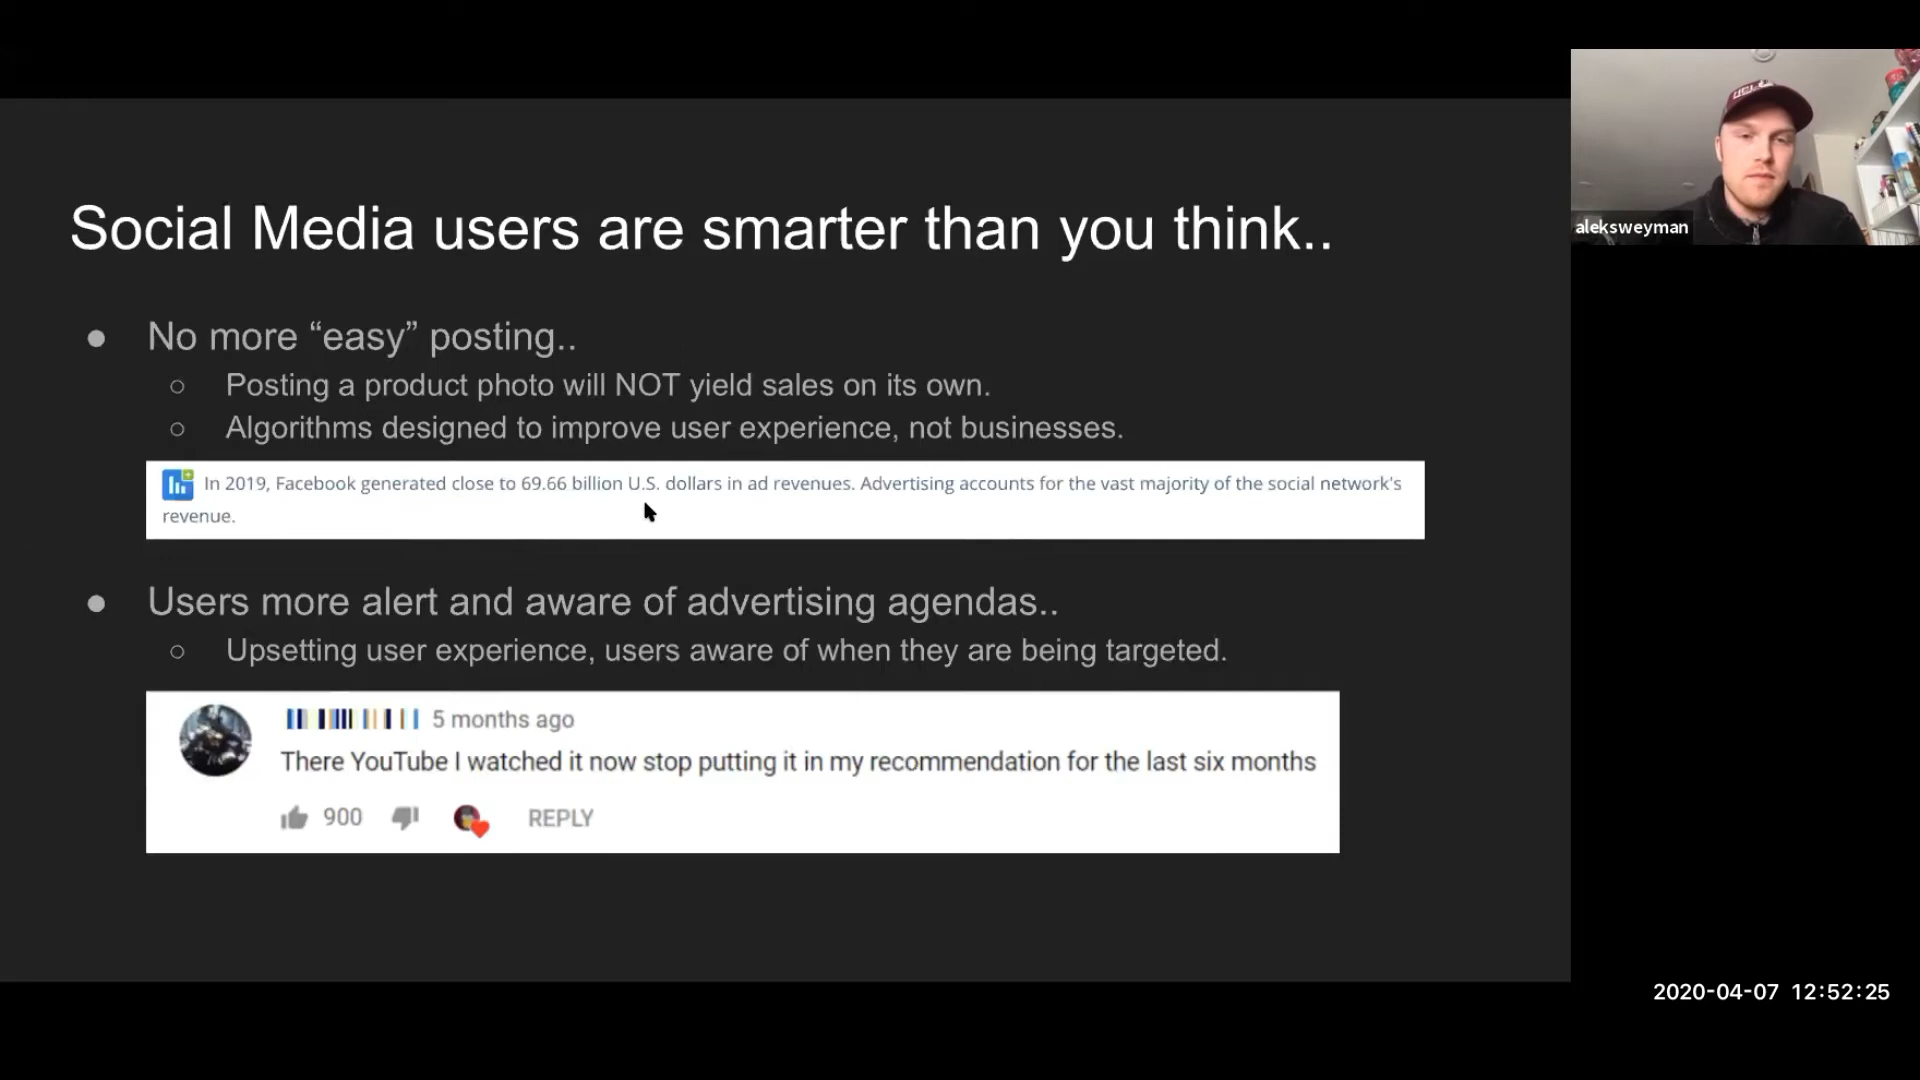 Social Media users are smarter than you think..
● No more “easy” posting..
○ Posting a product photo will NOT yield sales on its own.
○ Algorithms designed to improve user experience, not businesses.
In 2019, Facebook generated close to 69.66 billion U.S. dollars in ad revenues. Advertising accounts for the vast majority of the social network's
revenue.
● Users more alert and aware of advertising agendas..
○ Upsetting user experience, users aware of when they are being targeted.
5 months ago
There YouTube I watched it now stop putting it in my recommendation for the last six months
900 REPLY
aleksweyman
2020-04-07 12:52:25